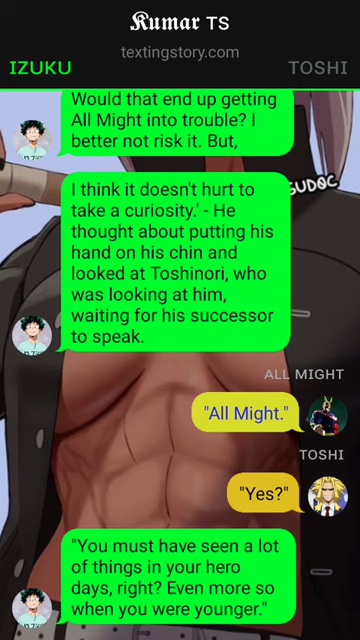 Kumar TS
textingstory.com
IZUKU
TOSHI
Would that end up getting
All Might into trouble? I
better not risk it. But,
I think it doesn't hurt to
take a curiosity.' - He
thought about putting his
hand on his chin and
looked at Toshinori, who
was looking at him,
waiting for his successor
to speak.
ALL MIGHT
"All Might."
TOSHI
"Yes?"
"You must have seen a lot
of things in your hero
days, right? Even more so
when you were younger."